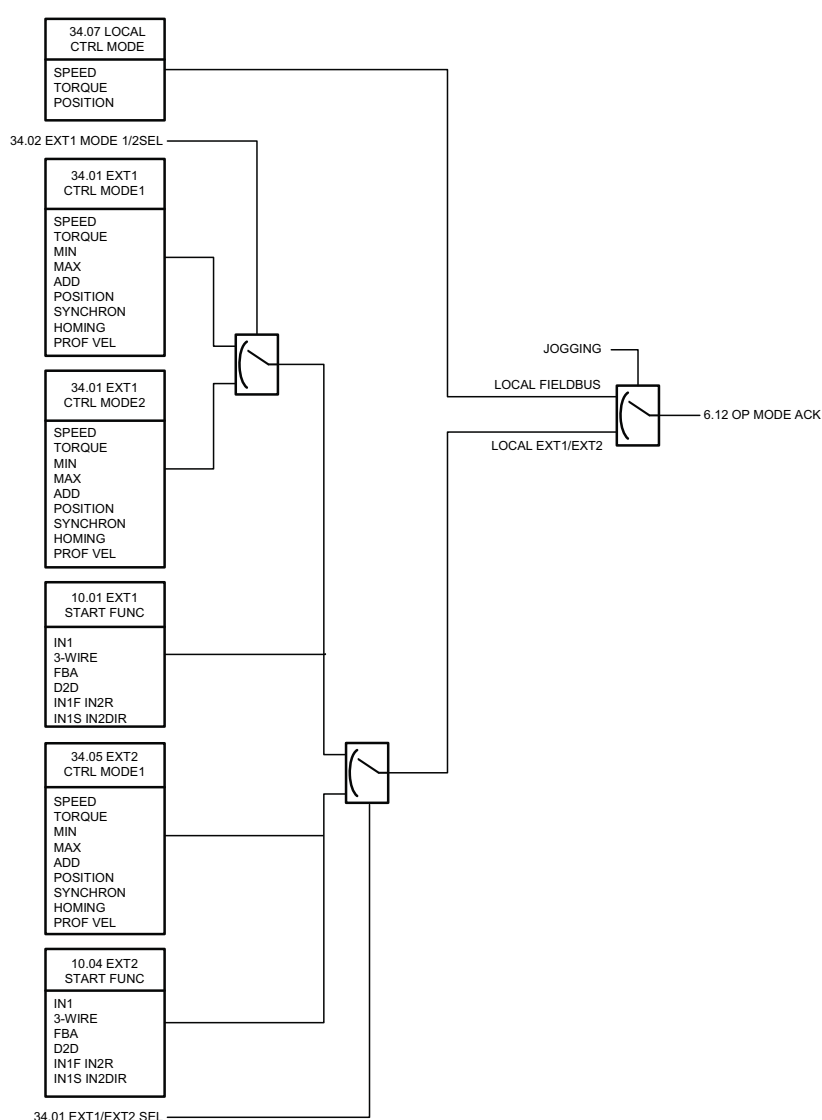 34.07 LOCAL
CTRL MODE
SPEED
TORQUE
POSITION
34.02 EXT1 MODE 1/2SEL
34.01 EXT1
CTRL MODE1
SPEED
TORQUE
MIN
MAX
ADD
POSITION
SYNCHRON
HOMING
PROF VEL
34.01 EXT1
CTRL MODE2
SPEED
TORQUE
MIN
MAX
ADD
POSITION
SYNCHRON
HOMING
PROF VEL
JOGGING
LOCAL FIELDBUS
6.12 OP MODE ACK
LOCAL EXT1/EXT2
10.01 EXT1
START FUNC
IN1
3-WIRE
FBA
D2D
IN1F IN2R
IN1S IN2DIR
34.05 EXT2
CTRL MODE1
SPEED
TORQUE
MIN
MAX
ADD
POSITION
SYNCHRON
HOMING
PROF VEL
10.04 EXT2
START FUNC
IN1
3-WIRE
FBA
D2D
IN1F IN2R
IN1S IN2DIR
34.01 EXT1/EXT2 SEL